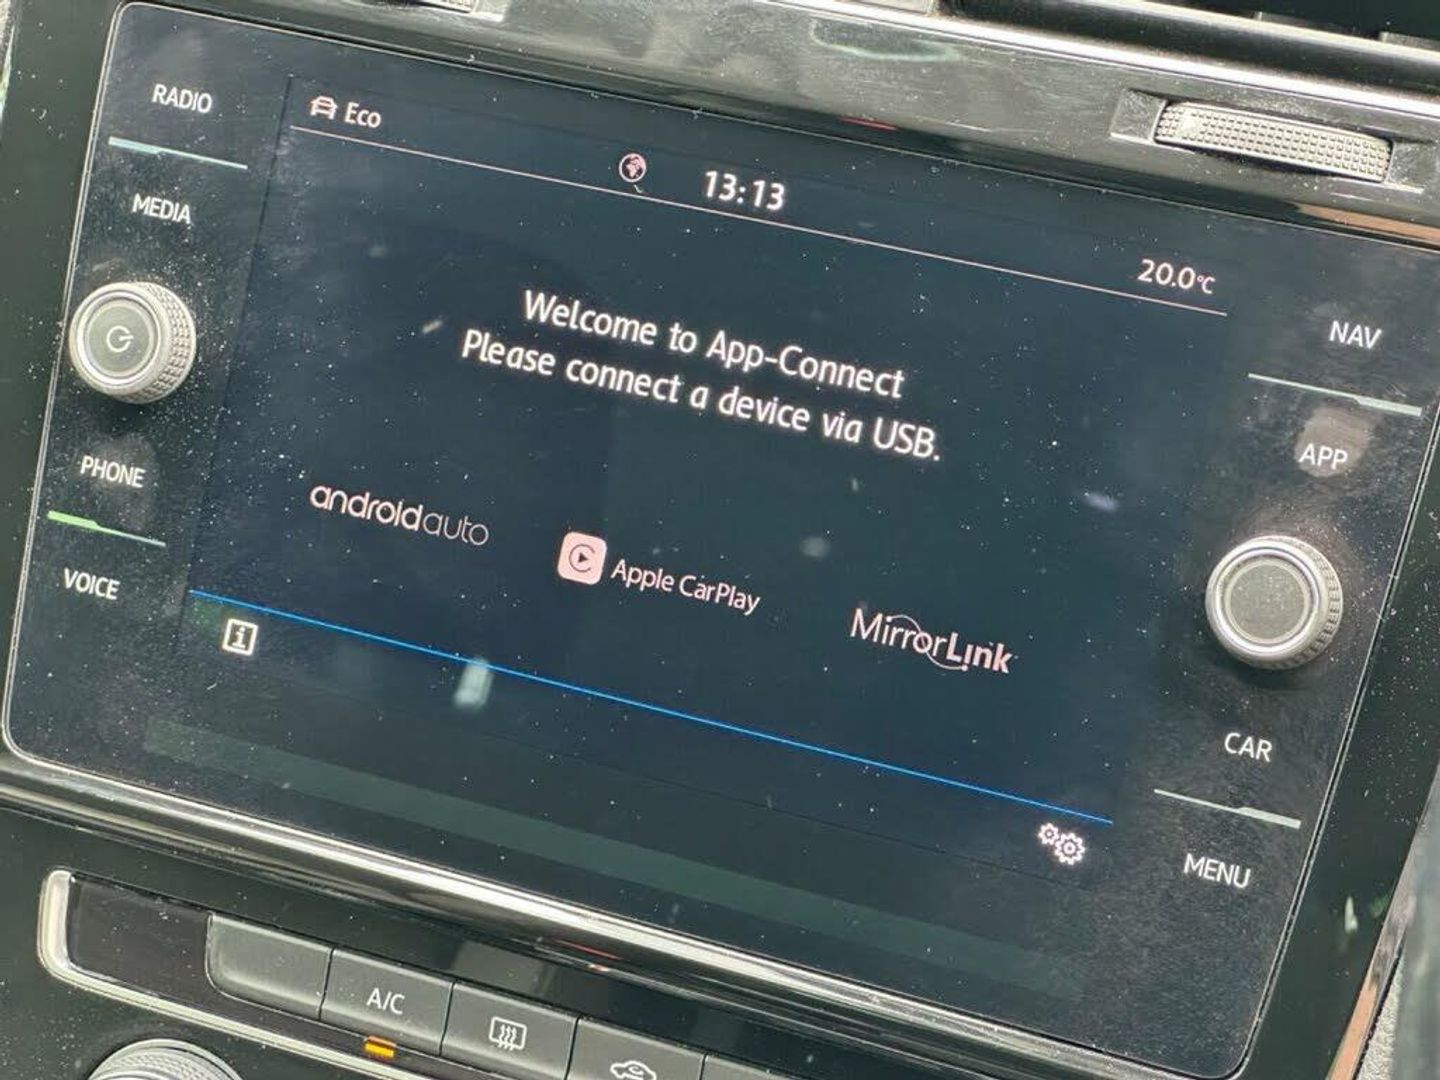 RADIO
MEDIA
PHONE
VOICE
Eco
13:13
20.0°C
Welcome to App-Connect
Please connect a device via USB.
androidauto
Apple CarPlay
MirrorLink
NAV
APP
CAR
MENU
A/C